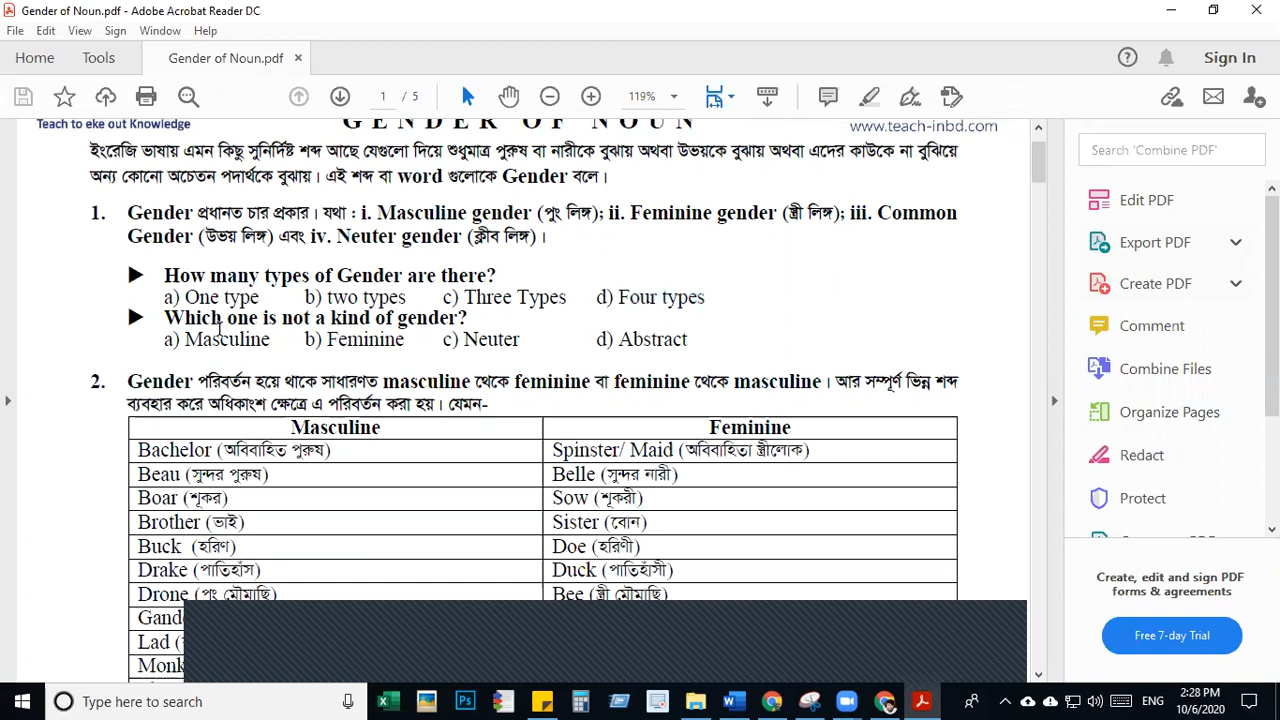 Gender of Noun.pdf - Adobe Acrobat Reader DC
File Edit View Sign Window Help
Home Tools Gender of Noun.pdf × Sign In
1 / 5 119%
Teach to eke out Knowledge GENDER OF NOUN www.teach-inbd.com
ইংরেজি ভাষায় এমন কিছু সুনির্দিষ্ট শব্দ আছে যেগুলো দিয়ে শুধুমাত্র পুরুষ বা নারীকে বুঝায় অথবা উভয়কে বুঝায় অথবা এদের কাউকে না বুঝিয়ে
অন্য কোনো অচেতন পদার্থকে বুঝায়। এই শব্দ বা word গুলোকে Gender বলে।
1. Gender প্রধানত চার প্রকার। যথা : i. Masculine gender (পুং লিঙ্গ); ii. Feminine gender (স্ত্রী লিঙ্গ); iii. Common
Gender (উভয় লিঙ্গ) এবং iv. Neuter gender (ক্লীব লিঙ্গ)।
How many types of Gender are there?
a) One type b) two types c) Three Types d) Four types
Which one is not a kind of gender?
a) Masculine b) Feminine c) Neuter d) Abstract
2. Gender পরিবর্তন হয়ে থাকে সাধারণত masculine থেকে feminine বা feminine থেকে masculine। আর সম্পূর্ণ ভিন্ন শব্দ
ব্যবহার করে অধিকাংশ ক্ষেত্রে এ পরিবর্তন করা হয়। যেমন-
Masculine Feminine
Bachelor (অবিবাহিত পুরুষ) Spinster/ Maid (অবিবাহিতা স্ত্রীলোক)
Beau (সুন্দর পুরুষ) Belle (সুন্দর নারী)
Boar (শূকর) Sow (শূকরী)
Brother (ভাই) Sister (বোন)
Buck (হরিণ) Doe (হরিণী)
Drake (পাতিহাঁস) Duck (পাতিহাঁসী)
Drone (পুং মৌমাছি) Bee (স্ত্রী মৌমাছি)
Gand
Lad (
Monk
Search 'Combine PDF'
Edit PDF
Export PDF
Create PDF
Comment
Combine Files
Organize Pages
Redact
Protect
Create, edit and sign PDF
forms & agreements
Free 7-day Trial
Type here to search
ENG
2:28 PM
10/6/2020